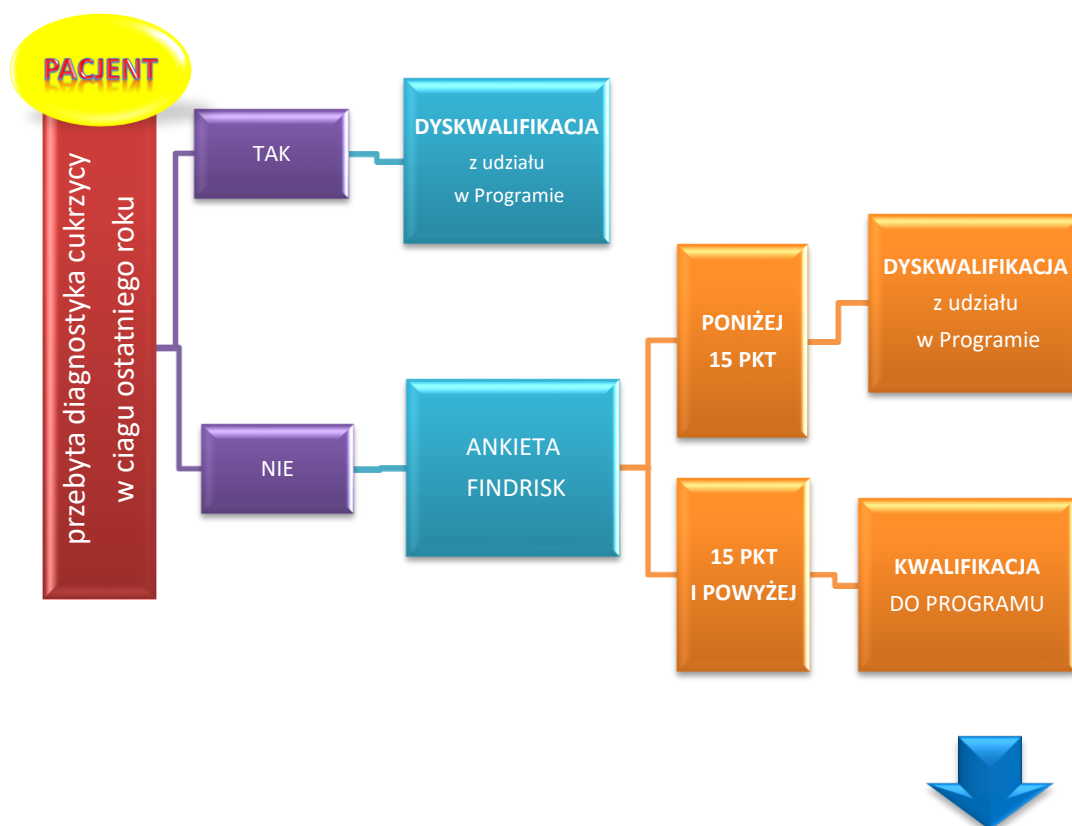 PACJENT
przebyta diagnostyka cukrzycy
w ciagu ostatniego roku
TAK
DYSKWALIFIKACJA
z udziału
w Programie
NIE
ANKIETA
FINDRISK
PONIŻEJ
15 PKT
DYSKWALIFIKACJA
z udziału
w Programie
15 PKT
I POWYŻEJ
KWALIFIKACJA
DO PROGRAMU